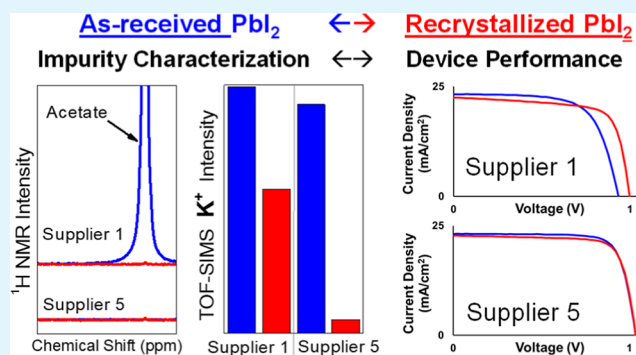 As-received PbI₂ ←→ Recrystallized PbI₂
Impurity Characterization ←→ Device Performance
Acetate
Supplier 1
Supplier 5
¹H NMR Intensity
Chemical Shift (ppm)
TOF-SIMS K⁺ Intensity
Supplier 1 Supplier 5
25
Current Density
(mA/cm²)
Supplier 1
0 Voltage (V) 1
25
Current Density
(mA/cm²)
Supplier 5
0 Voltage (V) 1